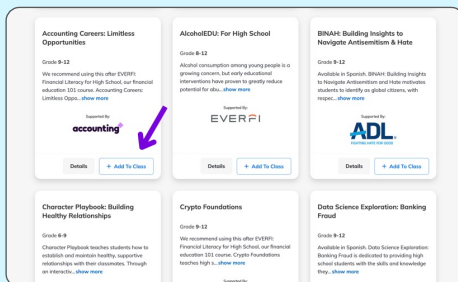 Accounting Careers: Limitless
Opportunities
Grade 9-12
We recommend using this after EVERFI:
Financial Literacy for High School, our financial
education 101 course. Accounting Careers:
Limitless Oppo...show more
Supported By:
accounting+
Details
+ Add To Class
AlcoholEDU: For High School
Grade 9-12
Alcohol consumption among young people is a
growing concern, but early educational
interventions have proven to greatly reduce
potential for abu...show more
Supported By:
EVERFI
Details
+ Add To Class
BINAH: Building Insights to
Navigate Antisemitism & Hate
Grade 9-12
Available in Spanish. BINAH: Building Insights
to Navigate Antisemitism and Hate motivates
students to identify as global citizens, with
respec...show more
Supported By:
ADL
FIGHTING HATE FOR GOOD
Details
+ Add To Class
Character Playbook: Building
Healthy Relationships
Grade 6-9
Character Playbook teaches students how to
establish and maintain healthy, supportive
relationships with their classmates. Through
an interactiv...show more
Crypto Foundations
Grade 9-12
We recommend using this after EVERFI:
Financial Literacy for High School, our financial
education 101 course. Crypto Foundations
teaches high s...show more
Supported By:
Data Science Exploration: Banking
Fraud
Grade 9-12
Available in Spanish. Data Science Exploration:
Banking Fraud is dedicated to providing high
school students with the skills and knowledge
they...show more